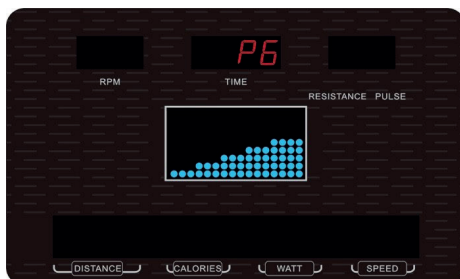 P6
RPM TIME
RESISTANCE PULSE
DISTANCE CALORIES WATT SPEED